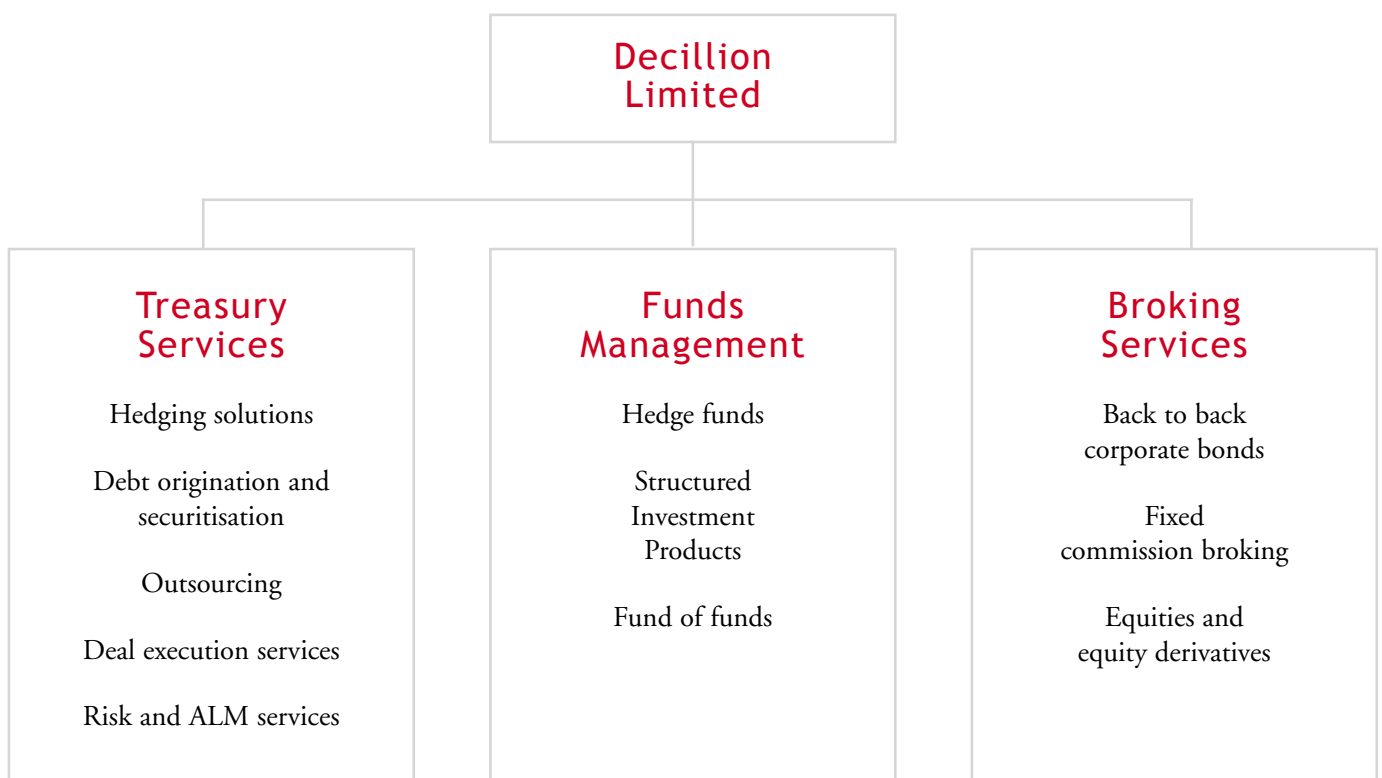 Decillion
Limited
Treasury
Services
Hedging solutions
Debt origination and
securitisation
Outsourcing
Deal execution services
Risk and ALM services
Funds
Management
Hedge funds
Structured
Investment
Products
Fund of funds
Broking
Services
Back to back
corporate bonds
Fixed
commission broking
Equities and
equity derivatives